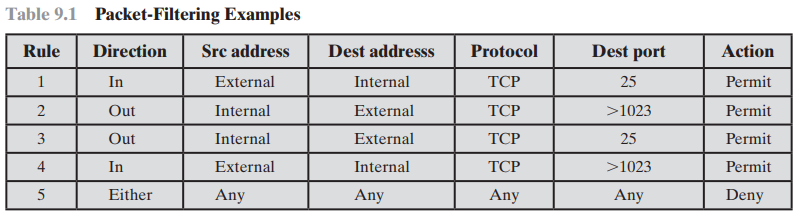 Table 9.1 Packet-Filtering Examples
Rule Direction Src address Dest addresss Protocol Dest port Action
1 In External Internal TCP 25 Permit
2 Out Internal External TCP >1023 Permit
3 Out Internal External TCP 25 Permit
4 In External Internal TCP >1023 Permit
5 Either Any Any Any Any Deny